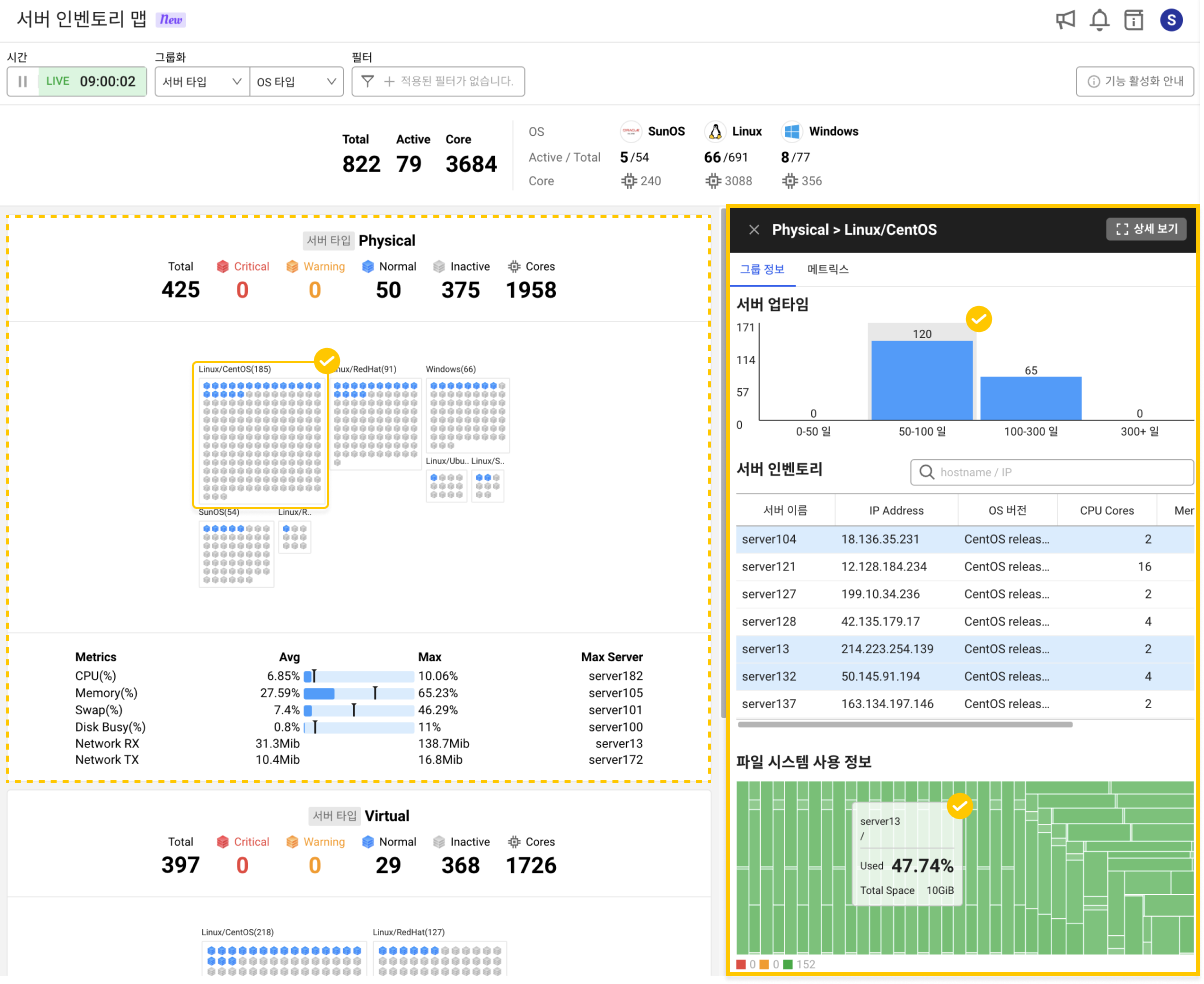 서버 인벤토리 맵 New
S
시간 그룹화 필터
LIVE 09:00:02 서버 타입 OS 타입 적용된 필터가 없습니다. 기능 활성화 안내
Total Active Core
822 79 3684
OS SunOS Linux Windows
Active / Total 5/54 66/691 8/77
Core 240 3088 356
서버 타입 Physical
Total Critical Warning Normal Inactive Cores
425 0 0 50 375 1958
Linux/CentOS(185)
nux/RedHat(91) Windows(66)
Linux/Ubu.. Linux/S..
SunOS(54) Linux/R..
Metrics Avg Max Max Server
CPU(%) 6.85% 10.06% server182
Memory(%) 27.59% 65.23% server105
Swap(%) 7.4% 46.29% server101
Disk Busy(%) 0.8% 11% server100
Network RX 31.3Mib 138.7Mib server13
Network TX 10.4Mib 16.8Mib server172
서버 타입 Virtual
Total Critical Warning Normal Inactive Cores
397 0 0 29 368 1726
Linux/CentOS(218) Linux/RedHat(127)
Physical > Linux/CentOS 상세 보기
그룹 정보 메트릭스
서버 업타임
171
114
57
0
0 120 65 0
0-50 일 50-100 일 100-300 일 300+ 일
서버 인벤토리 hostname / IP
서버 이름 IP Address OS 버전 CPU Cores Mer
server104 18.136.35.231 CentOS releas... 2
server121 12.128.184.234 CentOS releas... 16
server127 199.10.34.236 CentOS releas... 2
server128 42.135.179.17 CentOS releas... 4
server13 214.223.254.139 CentOS releas... 2
server132 50.145.91.194 CentOS releas... 4
server137 163.134.197.146 CentOS releas... 2
파일 시스템 사용 정보
server13
/
Used 47.74%
Total Space 10GiB
0 0 152